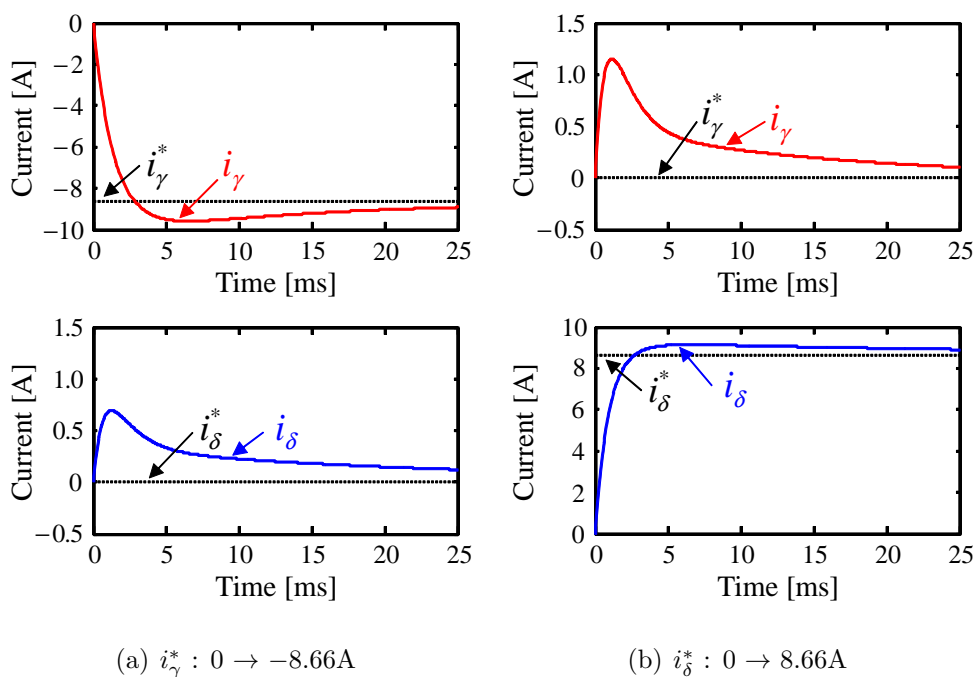 0
−2
−4
−6
−8
−10
Current [A]
i*γ
iγ
0 5 10 15 20 25
Time [ms]
1.5
1.0
0.5
0
−0.5
Current [A]
i*γ
iγ
0 5 10 15 20 25
Time [ms]
1.5
1.0
0.5
0
−0.5
Current [A]
i*δ
iδ
0 5 10 15 20 25
Time [ms]
10
8
6
4
2
0
Current [A]
i*δ
iδ
0 5 10 15 20 25
Time [ms]
(a) i*γ : 0 → −8.66A
(b) i*δ : 0 → 8.66A